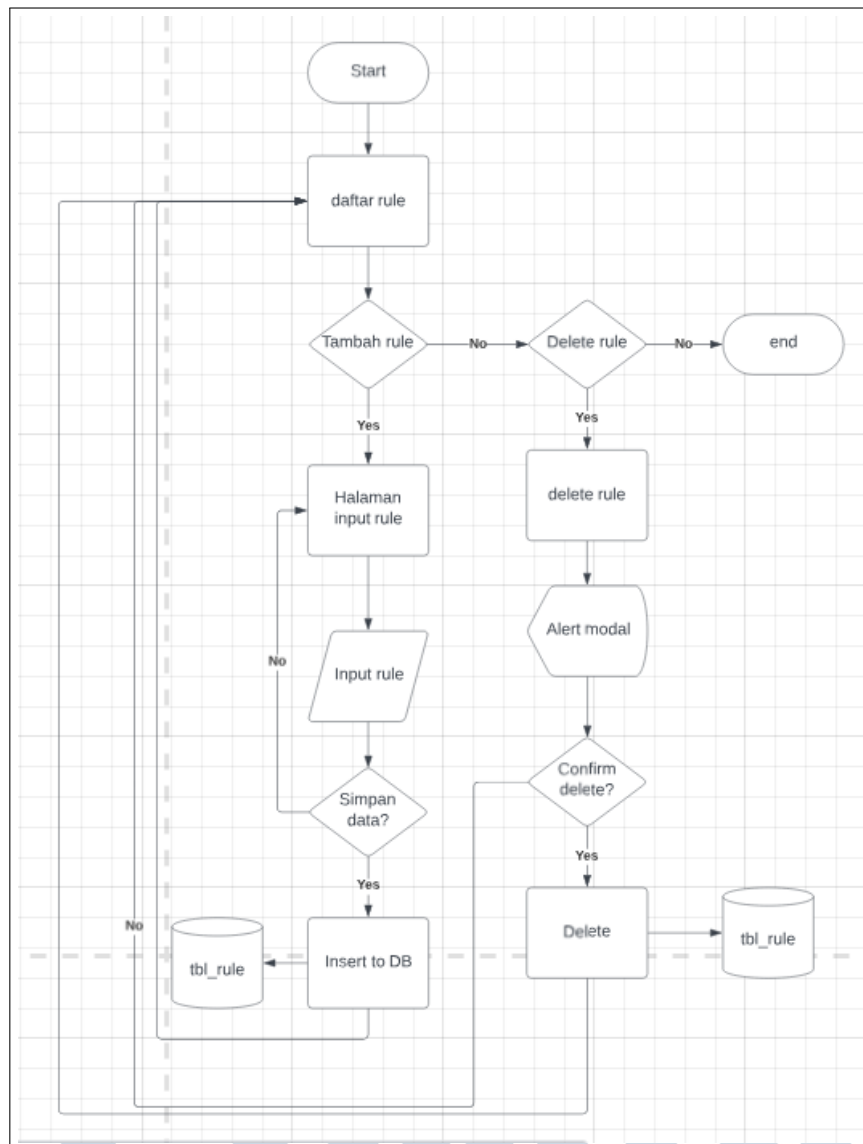 Start
daftar rule
Tambah rule
No
Delete rule
No
end
Yes
Yes
Halaman
input rule
delete rule
Alert modal
No
Input rule
Confirm
delete?
Simpan
data?
Yes
Yes
No
Delete
tbl_rule
Insert to DB
tbl_rule